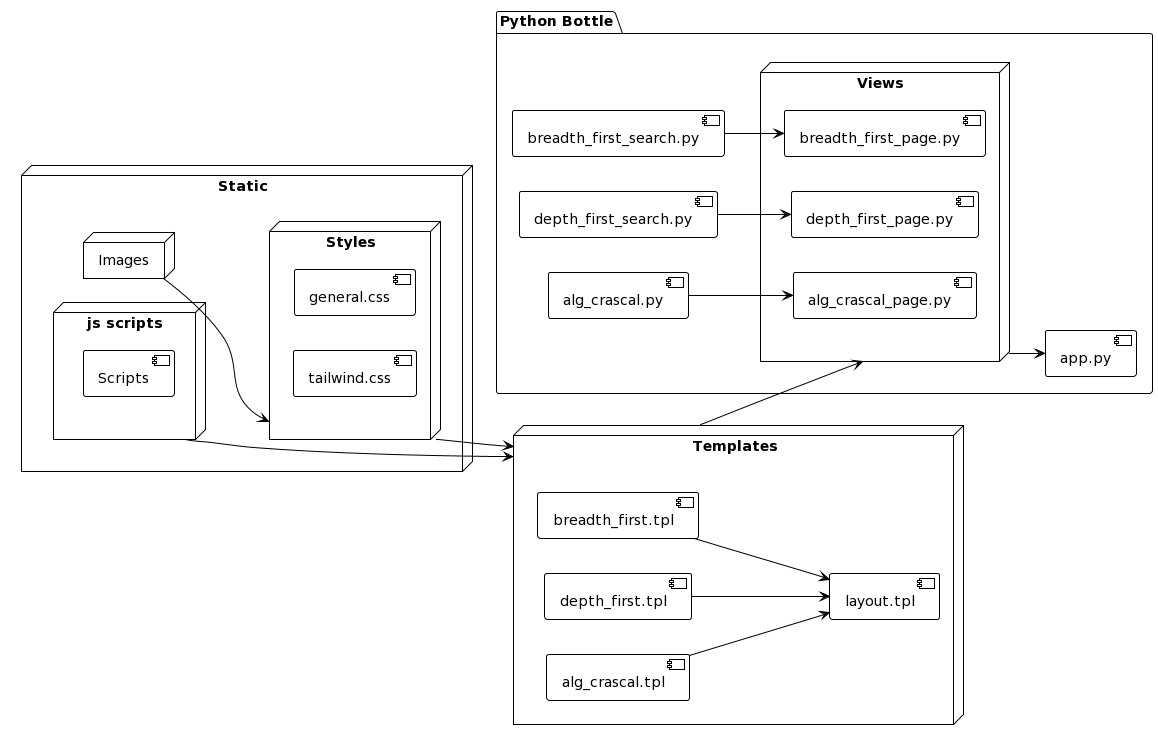 Python Bottle
Views
breadth_first_search.py
breadth_first_page.py
depth_first_search.py
depth_first_page.py
alg_crascal.py
alg_crascal_page.py
app.py
Static
Images
Styles
general.css
tailwind.css
js scripts
Scripts
Templates
breadth_first.tpl
depth_first.tpl
layout.tpl
alg_crascal.tpl